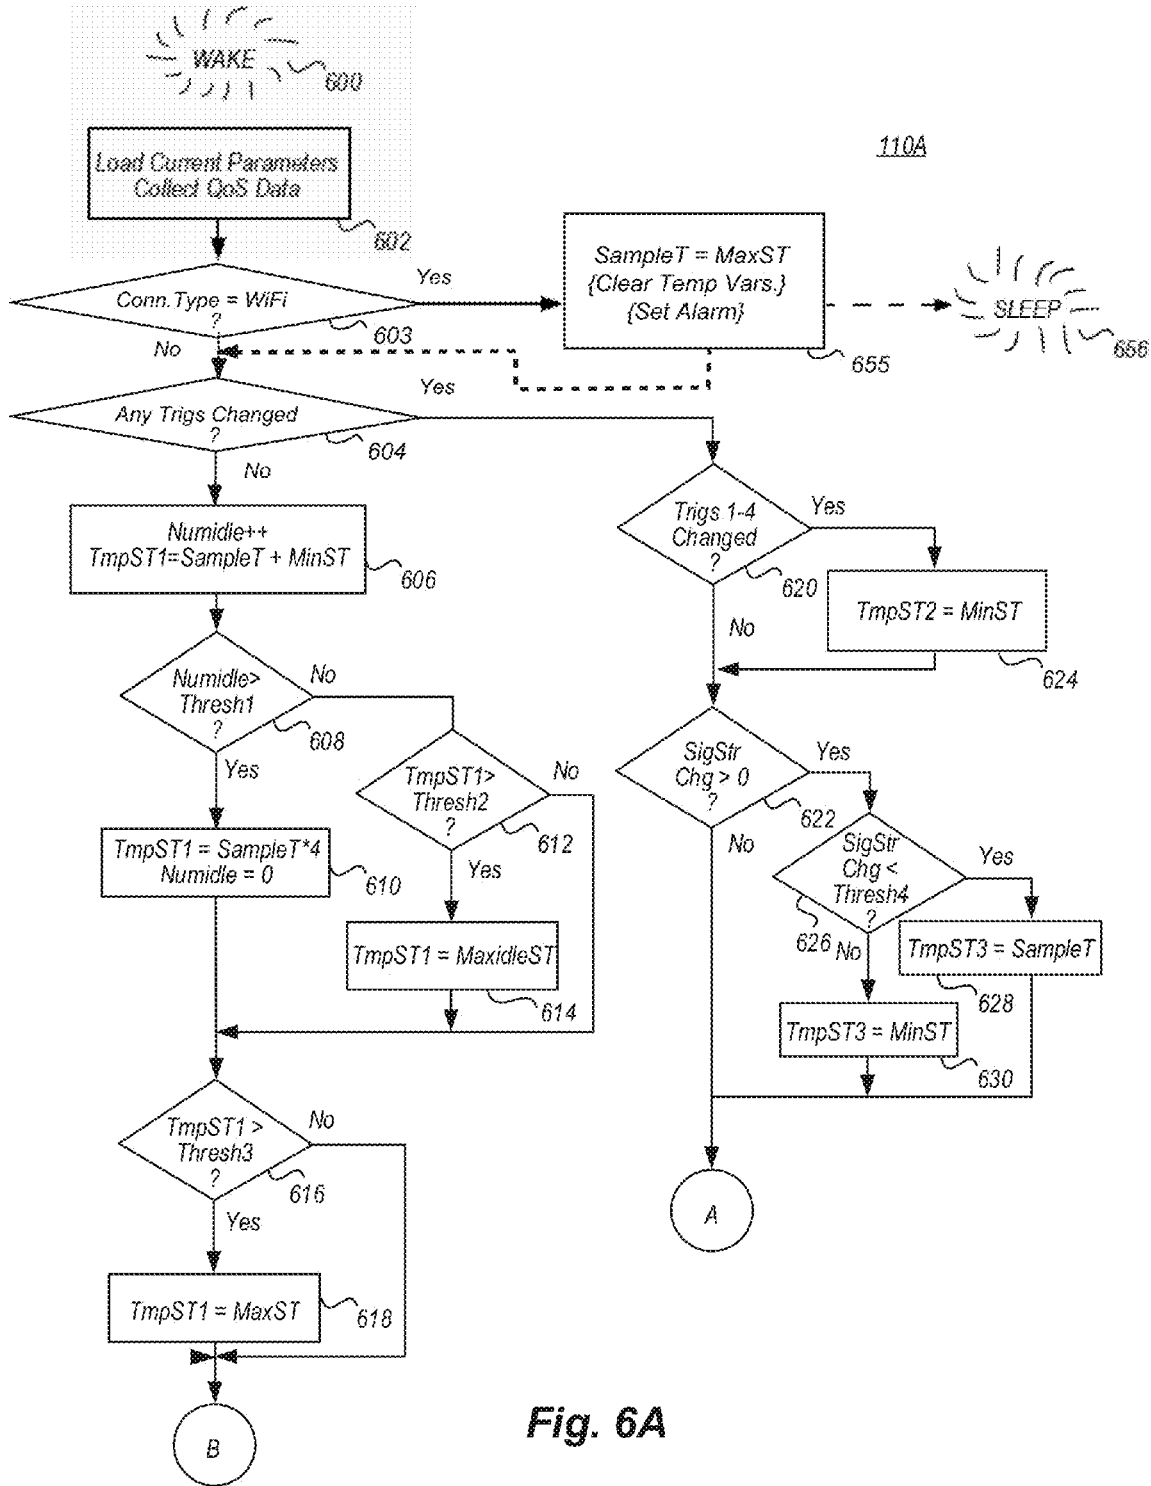 WAKE
600
Load Current Parameters
Collect QoS Data
602
110A
Conn.Type = WiFi
?
603
Yes
No
SampleT = MaxST
{Clear Temp Vars.}
{Set Alarm}
655
SLEEP
656
Any Trigs Changed
?
604
Yes
No
Numidle++
TmpST1=SampleT + MinST
606
Trigs 1-4
Changed
?
620
Yes
No
TmpST2 = MinST
624
Numidle>
Thresh1
?
608
No
Yes
TmpST1>
Thresh2
?
612
No
Yes
SigStr
Chg > 0
?
622
Yes
No
TmpST1 = SampleT*4
Numidle = 0
610
SigStr
Chg <
Thresh4
?
626
Yes
No
TmpST1 = MaxidleST
614
TmpST3 = SampleT
628
TmpST3 = MinST
630
TmpST1 >
Thresh3
?
616
No
Yes
A
TmpST1 = MaxST
618
B
Fig. 6A